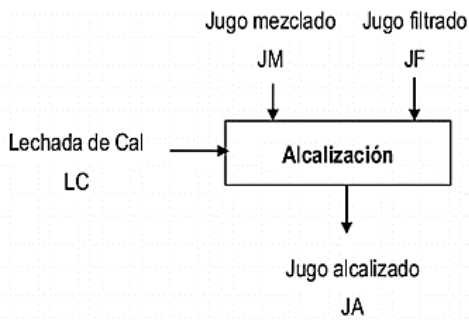 Jugo mezclado
JM
Jugo filtrado
JF
Lechada de Cal
LC
Alcalización
Jugo alcalizado
JA